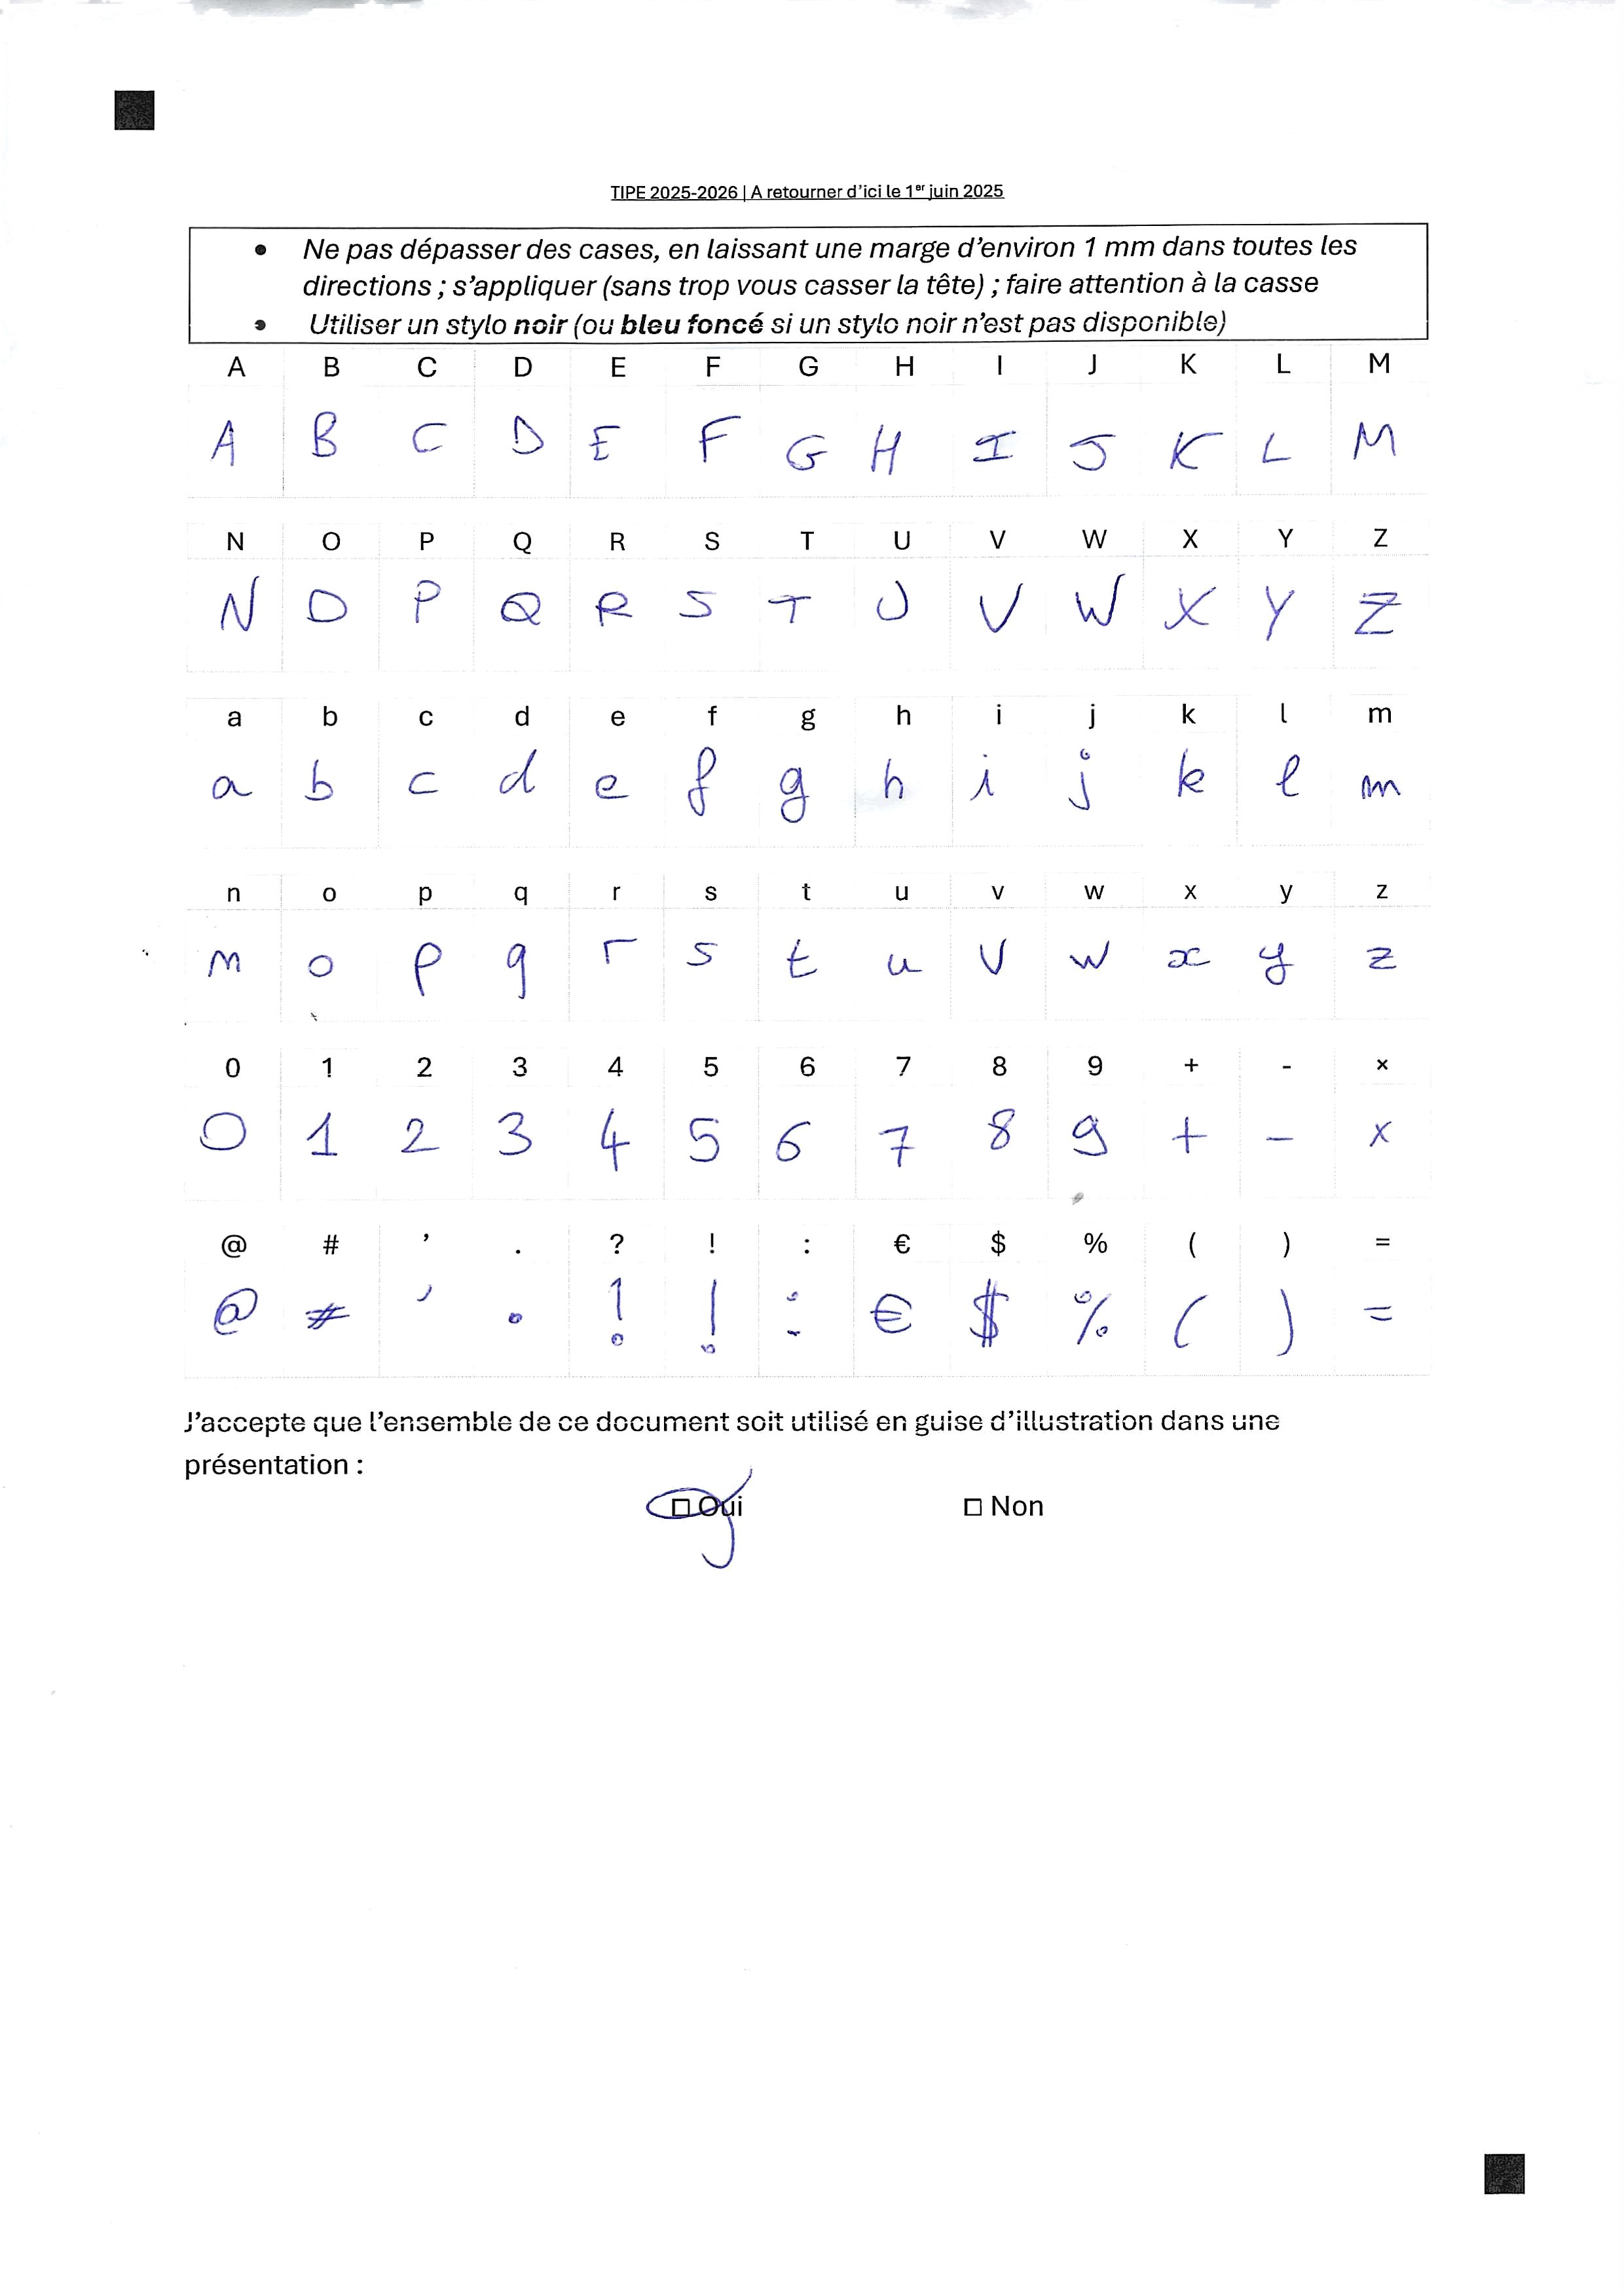 TIPE 2025-2026 | A retourner d'ici le 1er juin 2025
• Ne pas dépasser des cases, en laissant une marge d'environ 1 mm dans toutes les
directions ; s'appliquer (sans trop vous casser la tête) ; faire attention à la casse
• Utiliser un stylo noir (ou bleu foncé si un stylo noir n'est pas disponible)
A B C D E F G H I J K L M
A B C D E F G H I J K L M
N O P Q R S T U V W X Y Z
N O P Q R S T U V W X Y Z
a b c d e f g h i j k l m
a b c d e f g h i j k l m
n o p q r s t u v w x y z
n o p q r s t u v w x y z
0 1 2 3 4 5 6 7 8 9 + - ×
0 1 2 3 4 5 6 7 8 9 + - ×
@ # ’ . ? ! : € $ % ( ) =
@ # ’ . ? ! : € $ % ( ) =
J'accepte que l'ensemble de ce document soit utilisé en guise d'illustration dans une
présentation :
☐ Oui ☐ Non